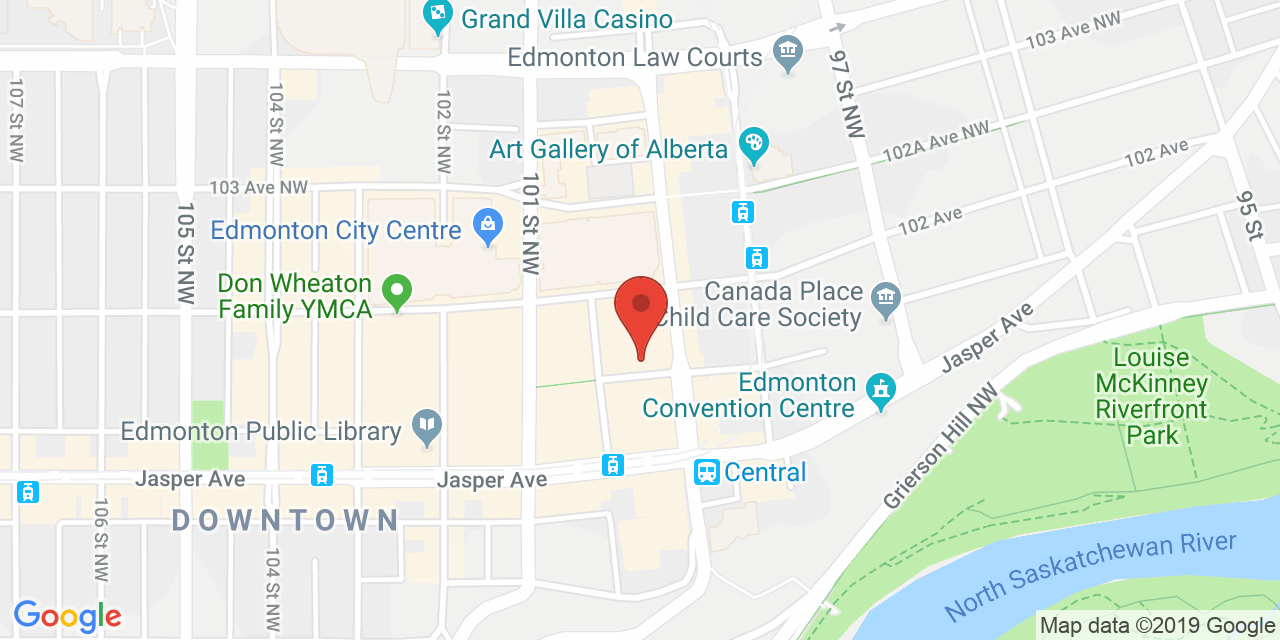 Grand Villa Casino
Edmonton Law Courts
103 Ave NW
107 St NW
104 St NW
102 St NW
97 St NW
Art Gallery of Alberta
102A Ave NW
102 Ave
103 Ave NW
101 St NW
105 St NW
95 St
102 Ave
Edmonton City Centre
Don Wheaton
Family YMCA
Canada Place
Child Care Society
Jasper Ave
Louise
McKinney
Riverfront
Park
Edmonton
Convention Centre
Grierson Hill NW
Edmonton Public Library
Jasper Ave
Jasper Ave
Central
DOWNTOWN
106 St NW
104 St NW
North Saskatchewan River
Google
Map data ©2019 Google